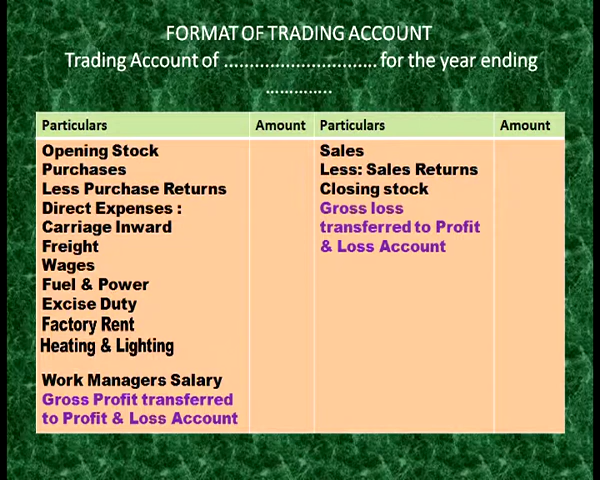 FORMAT OF TRADING ACCOUNT
Trading Account of .............................. for the year ending
.............
Particulars Amount Particulars Amount
Opening Stock
Purchases
Less Purchase Returns
Direct Expenses :
Carriage Inward
Freight
Wages
Fuel & Power
Excise Duty
Factory Rent
Heating & Lighting
Work Managers Salary
Gross Profit transferred
to Profit & Loss Account
Sales
Less: Sales Returns
Closing stock
Gross loss
transferred to Profit
& Loss Account